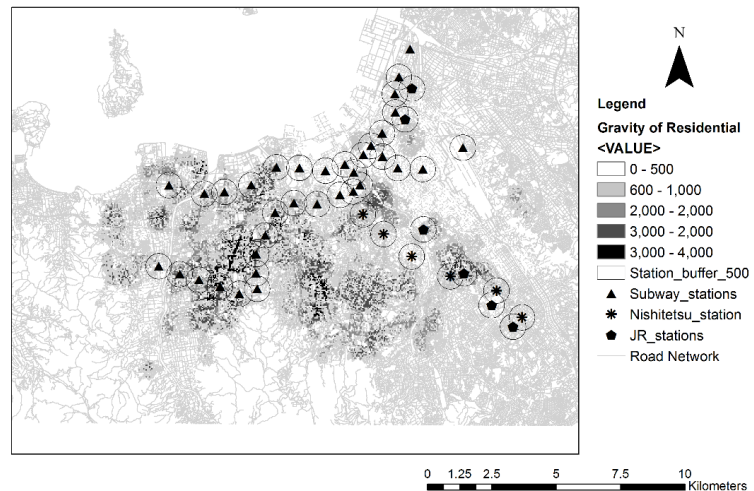 N
Legend
Gravity of Residential
<VALUE>
0 - 500
600 - 1,000
2,000 - 2,000
3,000 - 2,000
3,000 - 4,000
Station_buffer_500
Subway_stations
Nishitetsu_station
JR_stations
Road Network
0 1.25 2.5 5 7.5 10
Kilometers